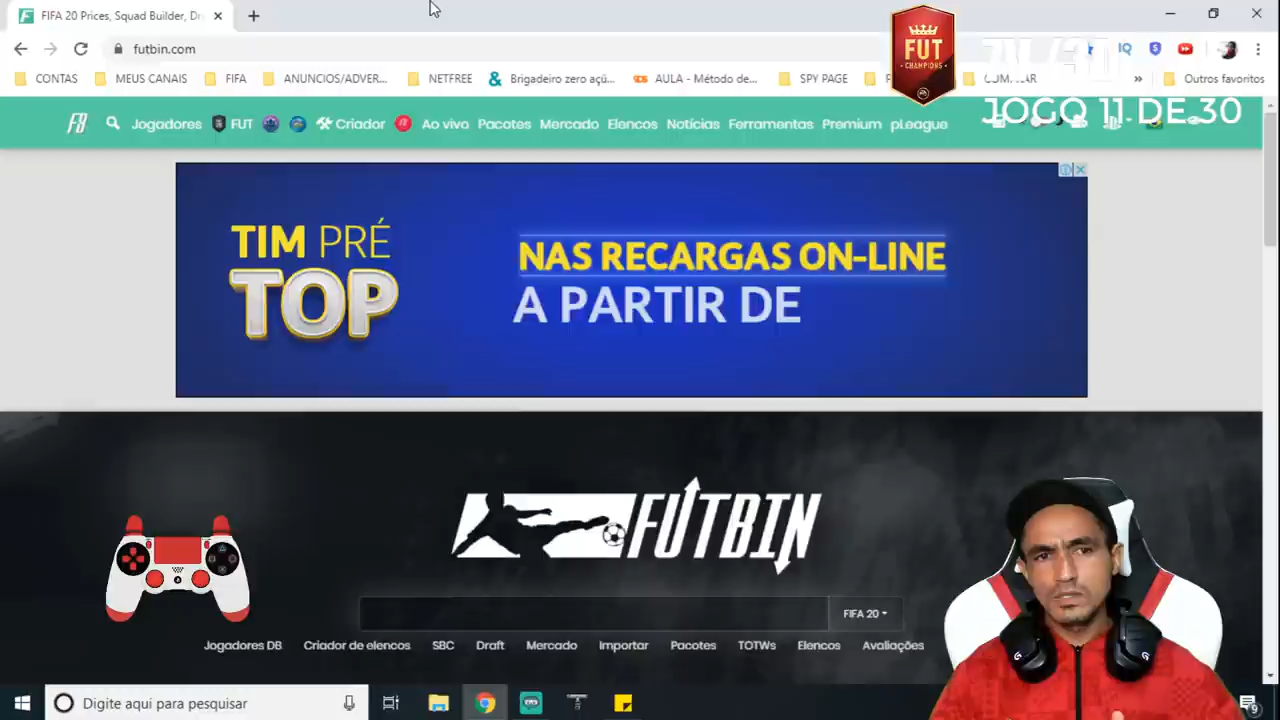 FIFA 20 Prices, Squad Builder, Dr
futbin.com
CONTAS
MEUS CANAIS
FIFA
ANUNCIOS/ADVER...
NETFREE
Brigadeiro zero açú...
AULA - Método de...
SPY PAGE
Outros favoritos
FUT
CHAMPIONS
JOGO 11 DE 30
Jogadores
FUT
Criador
Ao vivo
Pacotes
Mercado
Elencos
Notícias
Ferramentas
Premium
pLeague
TIM PRÉ
TOP
NAS RECARGAS ON-LINE
A PARTIR DE
FUTBIN
FIFA 20
Jogadores DB
Criador de elencos
SBC
Draft
Mercado
Importar
Pacotes
TOTWs
Elencos
Avaliações
Digite aqui para pesquisar